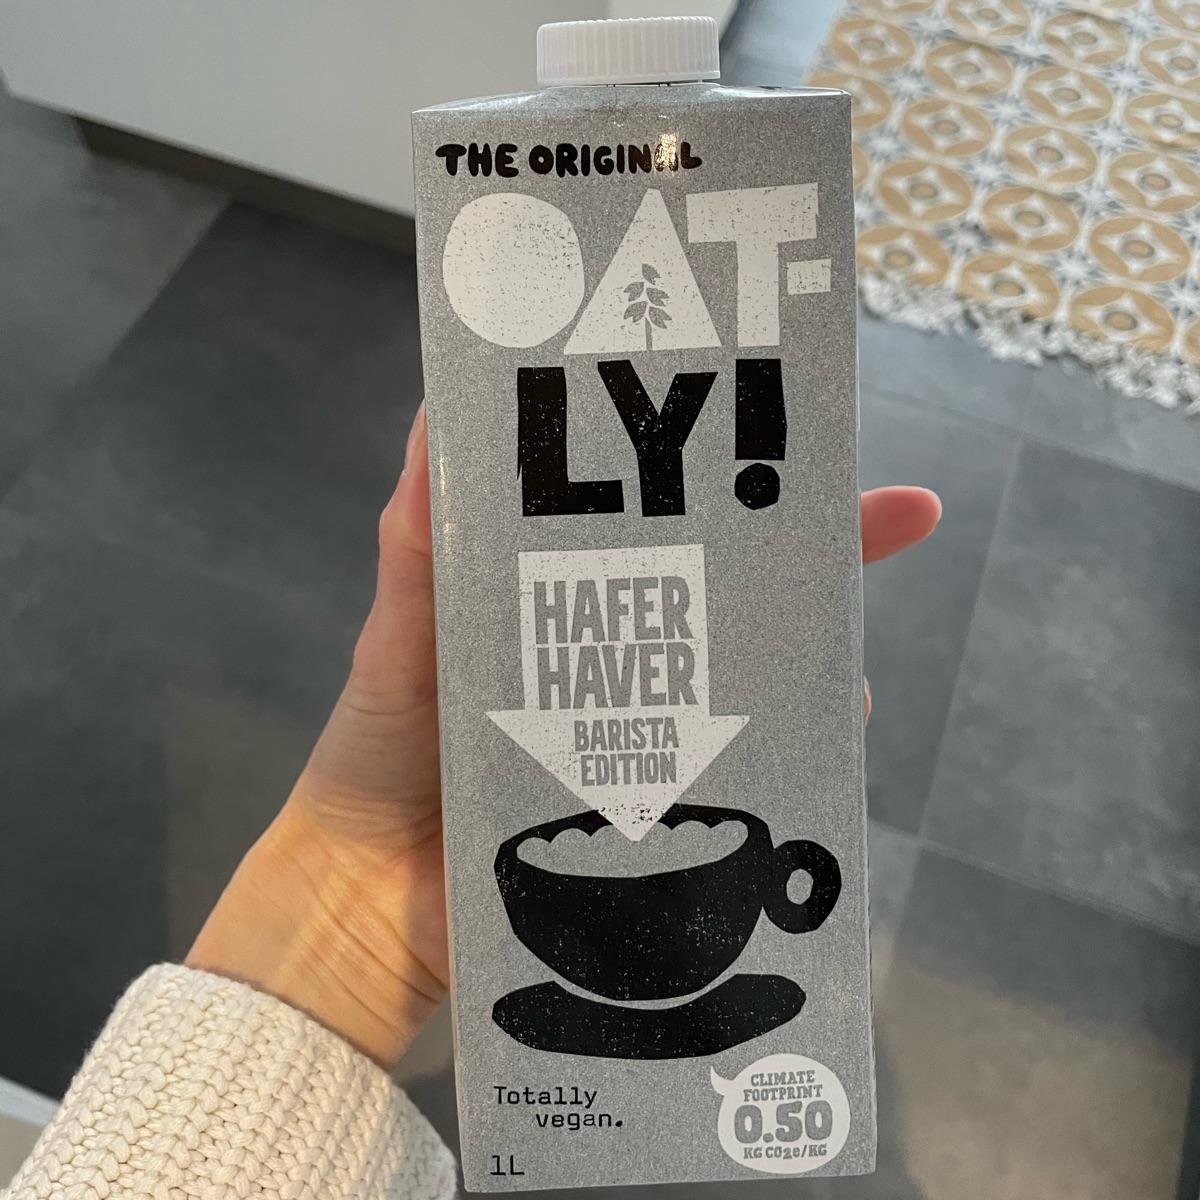 THE ORIGINAL
OAT-
LY!
HAFER
HAVER
BARISTA
EDITION
Totally
vegan.
1L
CLIMATE
FOOTPRINT
0.50
KG CO2e/KG